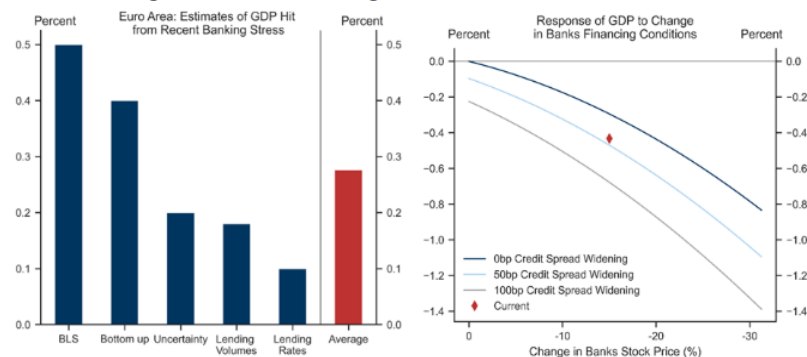 Euro Area: Estimates of GDP Hit
from Recent Banking Stress
Percent
Percent
0.5
0.4
0.3
0.2
0.1
0.0
0.5
0.4
0.3
0.2
0.1
0.0
BLS
Bottom up
Uncertainty
Lending
Volumes
Lending
Rates
Average
Response of GDP to Change
in Banks Financing Conditions
Percent
Percent
0.0
-0.2
-0.4
-0.6
-0.8
-1.0
-1.2
-1.4
0.0
-0.2
-0.4
-0.6
-0.8
-1.0
-1.2
-1.4
0bp Credit Spread Widening
50bp Credit Spread Widening
100bp Credit Spread Widening
Current
0
-10
-20
-30
Change in Banks Stock Price (%)